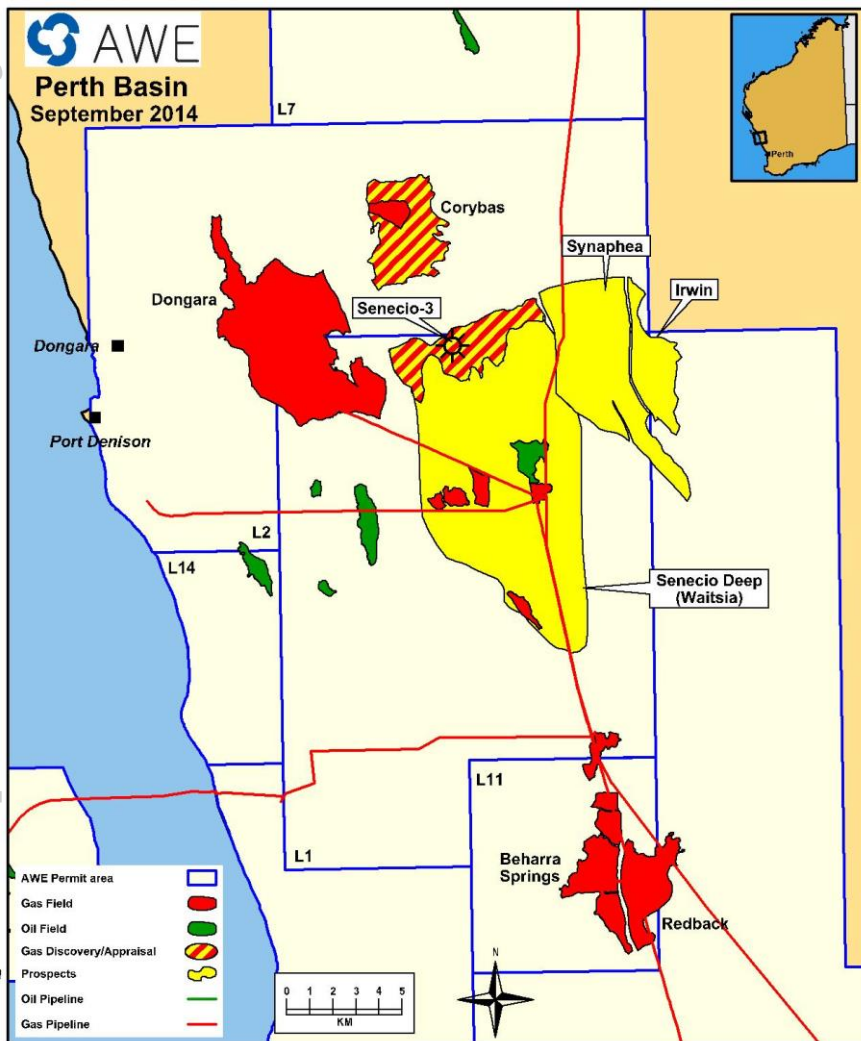 AWE
Perth Basin
September 2014
Perth
L7
Corybas
Synaphea
Irwin
Dongara
Senecio-3
Dongara
Port Denison
L2
L14
Senecio Deep
(Waitsia)
L11
L1
Beharra
Springs
Redback
AWE Permit area
Gas Field
Oil Field
Gas Discovery/Appraisal
Prospects
Oil Pipeline
Gas Pipeline
0 1 2 3 4 5
KM
N